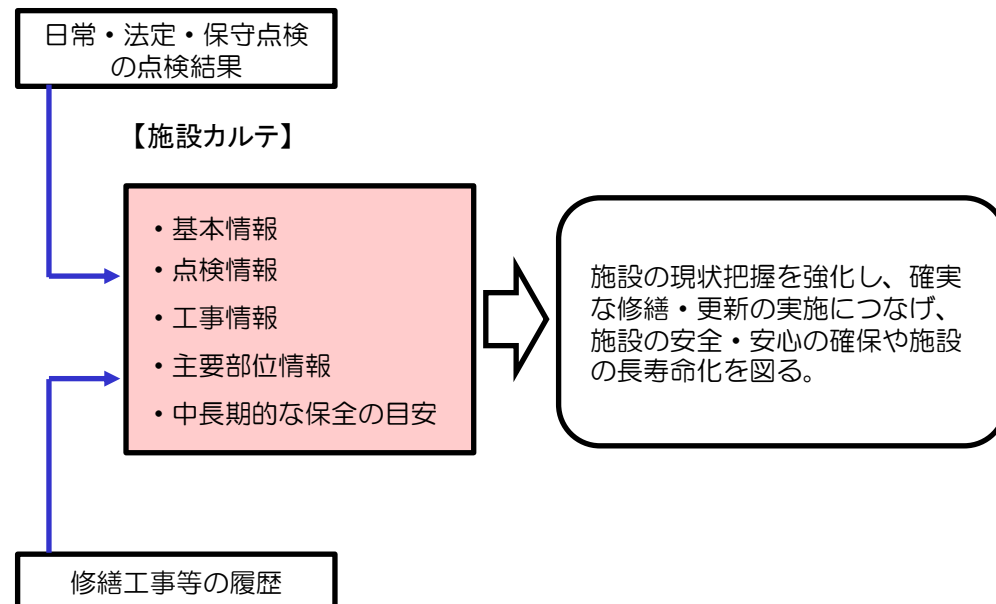 日常・法定・保守点検
の点検結果
【施設カルテ】
・基本情報
・点検情報
・工事情報
・主要部位情報
・中長期的な保全の目安
施設の現状把握を強化し、確実
な修繕・更新の実施につなげ、
施設の安全・安心の確保や施設
の長寿命化を図る。
修繕工事等の履歴